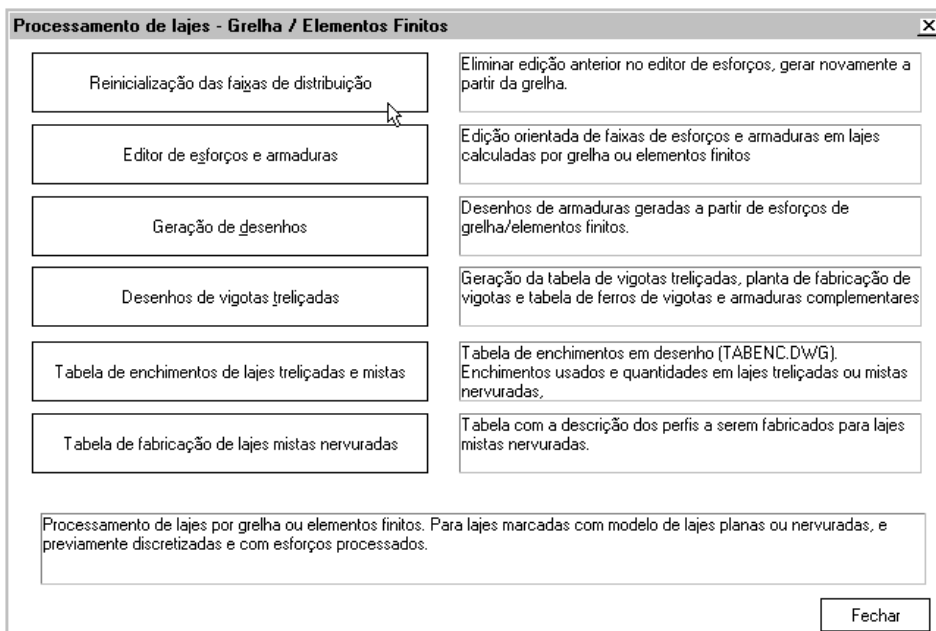 Processamento de lajes - Grelha / Elementos Finitos
Reinicialização das faixas de distribuição
Eliminar edição anterior no editor de esforços, gerar novamente a
partir da grelha.
Editor de esforços e armaduras
Edição orientada de faixas de esforços e armaduras em lajes
calculadas por grelha ou elementos finitos
Geração de desenhos
Desenhos de armaduras geradas a partir de esforços de
grelha/elementos finitos.
Desenhos de vigotas treliçadas
Geração da tabela de vigotas treliçadas, planta de fabricação de
vigotas e tabela de ferros de vigotas e armaduras complementares
Tabela de enchimentos de lajes treliçadas e mistas
Tabela de enchimentos em desenho (TABENC.DWG).
Enchimentos usados e quantidades em lajes treliçadas ou mistas
nervuradas,
Tabela de fabricação de lajes mistas nervuradas
Tabela com a descrição dos perfis a serem fabricados para lajes
mistas nervuradas.
Processamento de lajes por grelha ou elementos finitos. Para lajes marcadas com modelo de lajes planas ou nervuradas, e
previamente discretizadas e com esforços processados.
Fechar